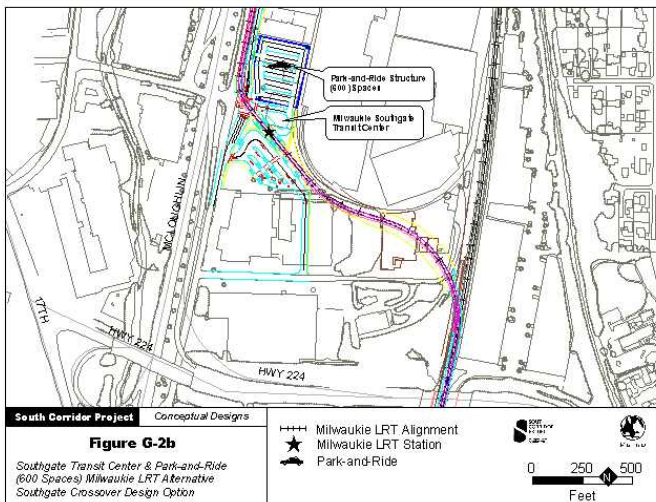 Park-and-Ride Structure
(600) Spaces
Milwaukie Southgate
Transit Center
MCLOUGHLIN
17TH
HWY 224
HWY 224
South Corridor Project
Conceptual Designs
Figure G-2b
Southgate Transit Center & Park-and-Ride
(600 Spaces) Milwaukie LRT Alternative
Southgate Crossover Design Option
Milwaukie LRT Alignment
Milwaukie LRT Station
Park-and-Ride
SOUTH
CORRIDOR
0 250 500
Feet
N